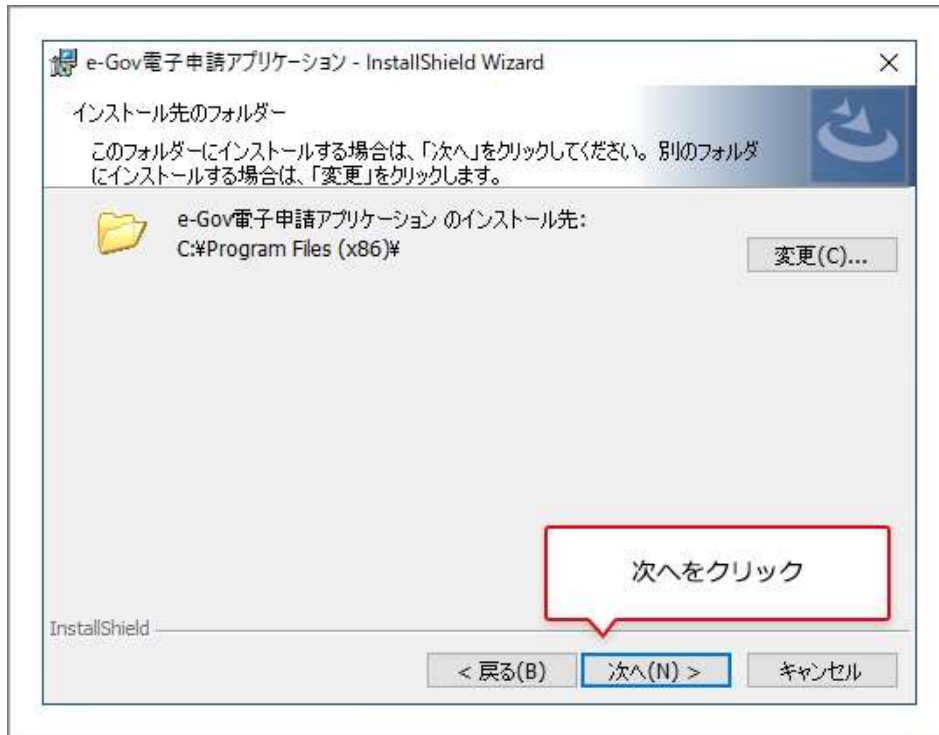 e-Gov電子申請アプリケーション - InstallShield Wizard
インストール先のフォルダー
このフォルダーにインストールする場合は、「次へ」をクリックしてください。別のフォルダ
にインストールする場合は、「変更」をクリックします。
e-Gov電子申請アプリケーション のインストール先:
C:¥Program Files (x86)¥
変更(C)...
次へをクリック
InstallShield
< 戻る(B)
次へ(N) >
キャンセル